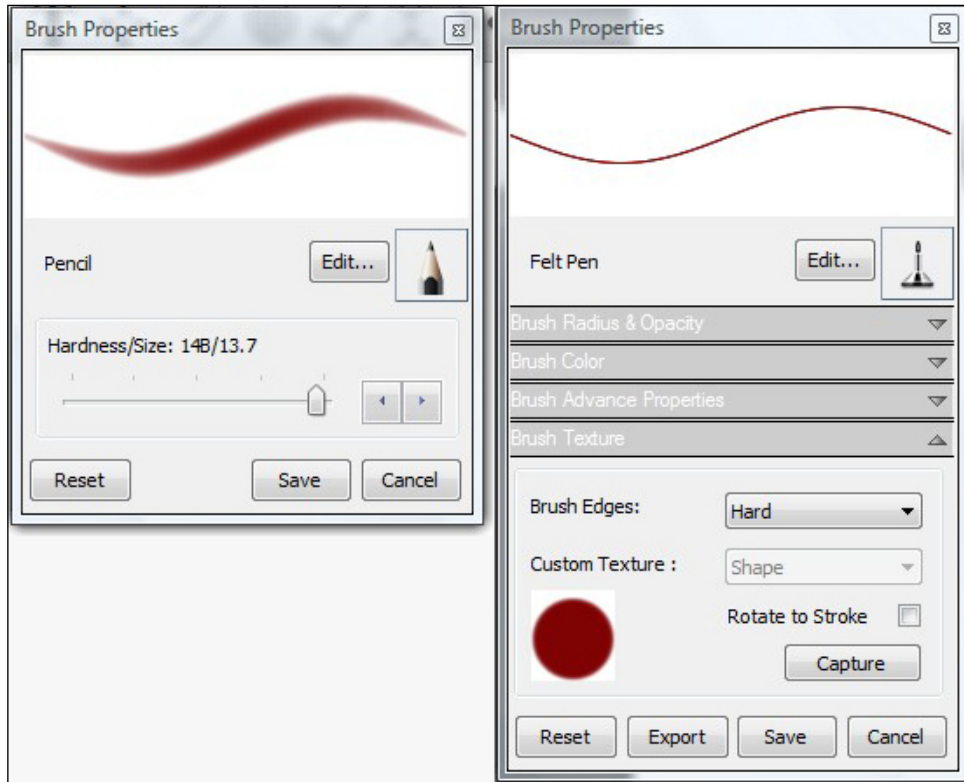 Brush Properties
Pencil
Edit...
Hardness/Size: 14B/13.7
Reset
Save
Cancel
Brush Properties
Felt Pen
Edit...
Brush Radius & Opacity
Brush Color
Brush Advance Properties
Brush Texture
Brush Edges:
Hard
Custom Texture :
Shape
Rotate to Stroke
Capture
Reset
Export
Save
Cancel